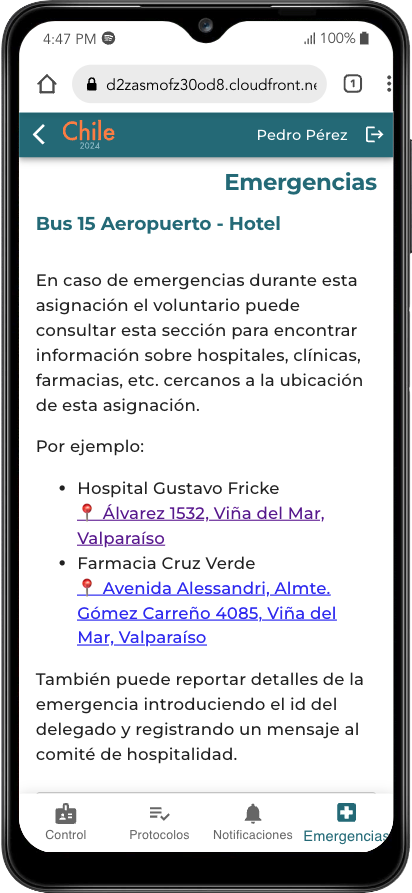 4:47 PM
100%
d2zasmofz30od8.cloudfront.ne
1
Chile
2024
Pedro Pérez
Emergencias
Bus 15 Aeropuerto - Hotel
En caso de emergencias durante esta
asignación el voluntario puede
consultar esta sección para encontrar
información sobre hospitales, clínicas,
farmacias, etc. cercanos a la ubicación
de esta asignación.
Por ejemplo:
• Hospital Gustavo Fricke
📍 Álvarez 1532, Viña del Mar,
Valparaíso
• Farmacia Cruz Verde
📍 Avenida Alessandri, Almte.
Gómez Carreño 4085, Viña del
Mar, Valparaíso
También puede reportar detalles de la
emergencia introduciendo el id del
delegado y registrando un mensaje al
comité de hospitalidad.
Control
Protocolos
Notificaciones
Emergencias